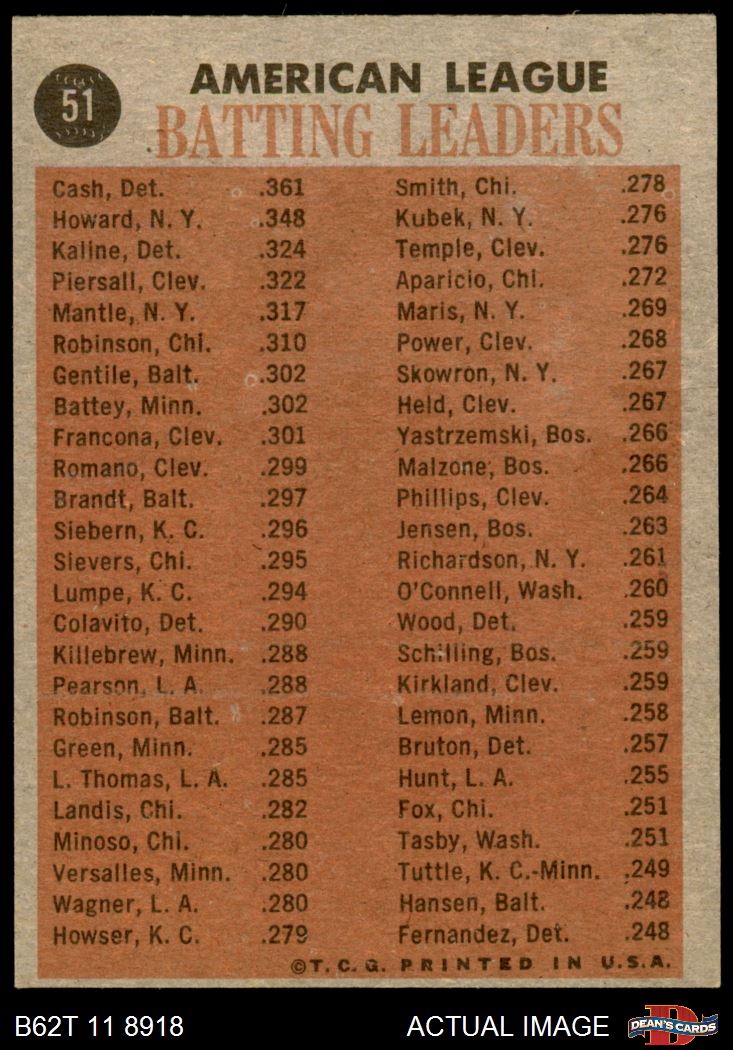 51
AMERICAN LEAGUE
BATTING LEADERS
Cash, Det. .361
Howard, N. Y. .348
Kaline, Det. .324
Piersall, Clev. .322
Mantle, N. Y. .317
Robinson, Chi. .310
Gentile, Balt. .302
Battey, Minn. .302
Francona, Clev. .301
Romano, Clev. .299
Brandt, Balt. .297
Siebern, K. C. .296
Sievers, Chi. .295
Lumpe, K. C. .294
Colavito, Det. .290
Killebrew, Minn. .288
Pearson, L. A. .288
Robinson, Balt. .287
Green, Minn. .285
L. Thomas, L. A. .285
Landis, Chi. .282
Minoso, Chi. .280
Versalles, Minn. .280
Wagner, L. A. .280
Howser, K. C. .279
Smith, Chi. .278
Kubek, N. Y. .276
Temple, Clev. .276
Aparicio, Chi. .272
Maris, N. Y. .269
Power, Clev. .268
Skowron, N. Y. .267
Held, Clev. .267
Yastrzemski, Bos. .266
Malzone, Bos. .266
Phillips, Clev. .264
Jensen, Bos. .263
Richardson, N. Y. .261
O'Connell, Wash. .260
Wood, Det. .259
Schilling, Bos. .259
Kirkland, Clev. .259
Lemon, Minn. .258
Bruton, Det. .257
Hunt, L. A. .255
Fox, Chi. .251
Tasby, Wash. .251
Tuttle, K. C.-Minn. .249
Hansen, Balt. .248
Fernandez, Det. .248
©T. C. G. PRINTED IN U.S.A.
B62T 11 8918
ACTUAL IMAGE
D
DEAN'S CARDS